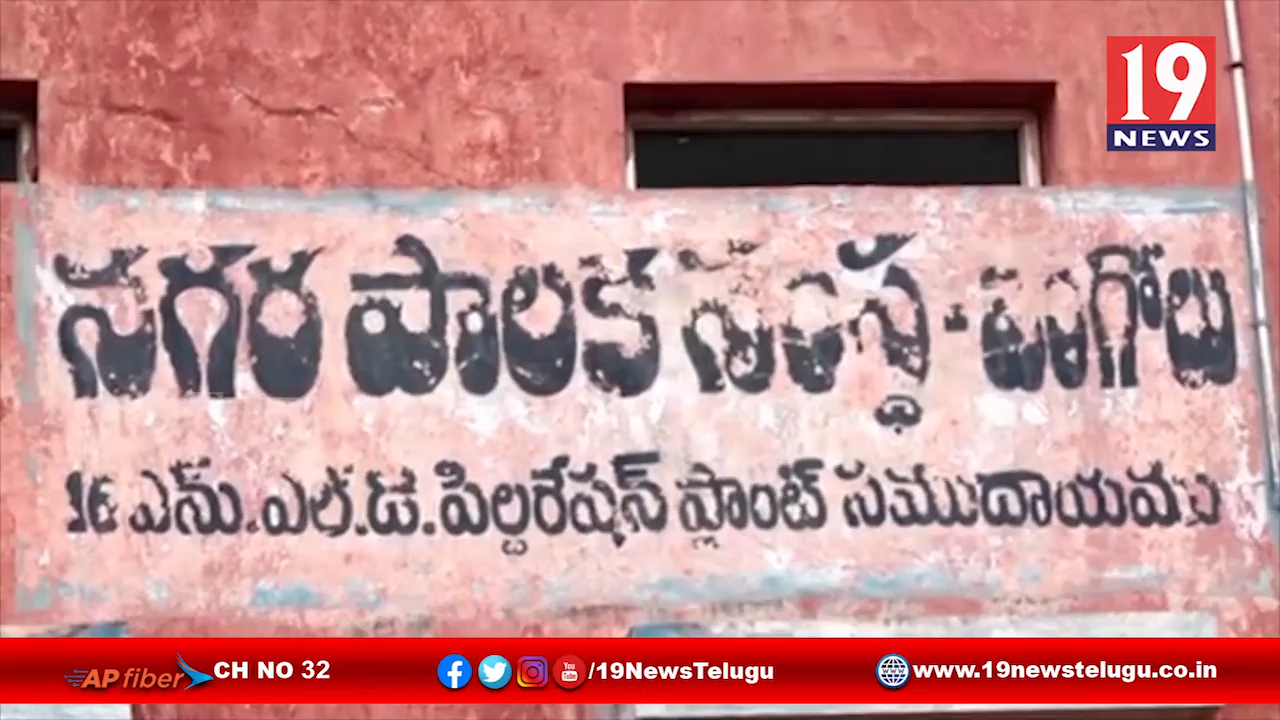 19
NEWS
నగర పాలక సంస్థ - ఒంగోలు
16 ఎమ్.ఎల్.డి.పిల్టరేషన్ ప్లాంట్ సముదాయము
AP fiber CH NO 32 /19NewsTelugu www.19newstelugu.co.in